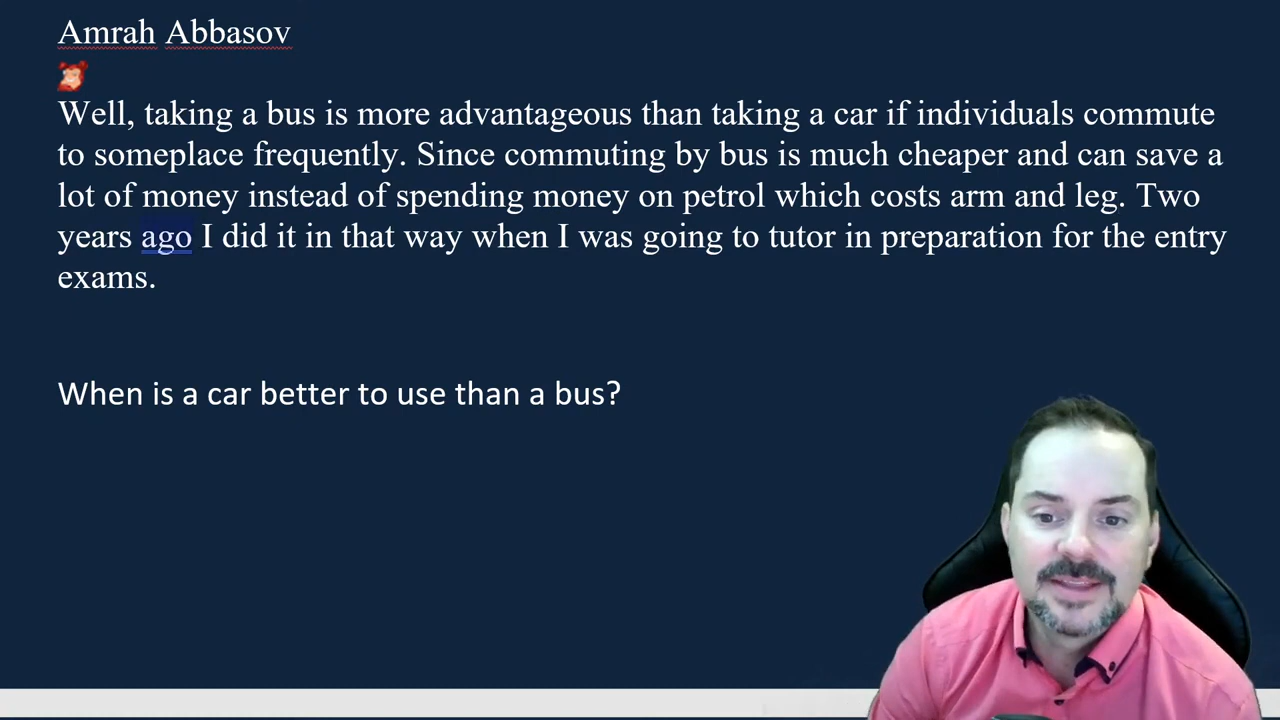 Amrah Abbasov
Well, taking a bus is more advantageous than taking a car if individuals commute
to someplace frequently. Since commuting by bus is much cheaper and can save a
lot of money instead of spending money on petrol which costs arm and leg. Two
years ago I did it in that way when I was going to tutor in preparation for the entry
exams.
When is a car better to use than a bus?